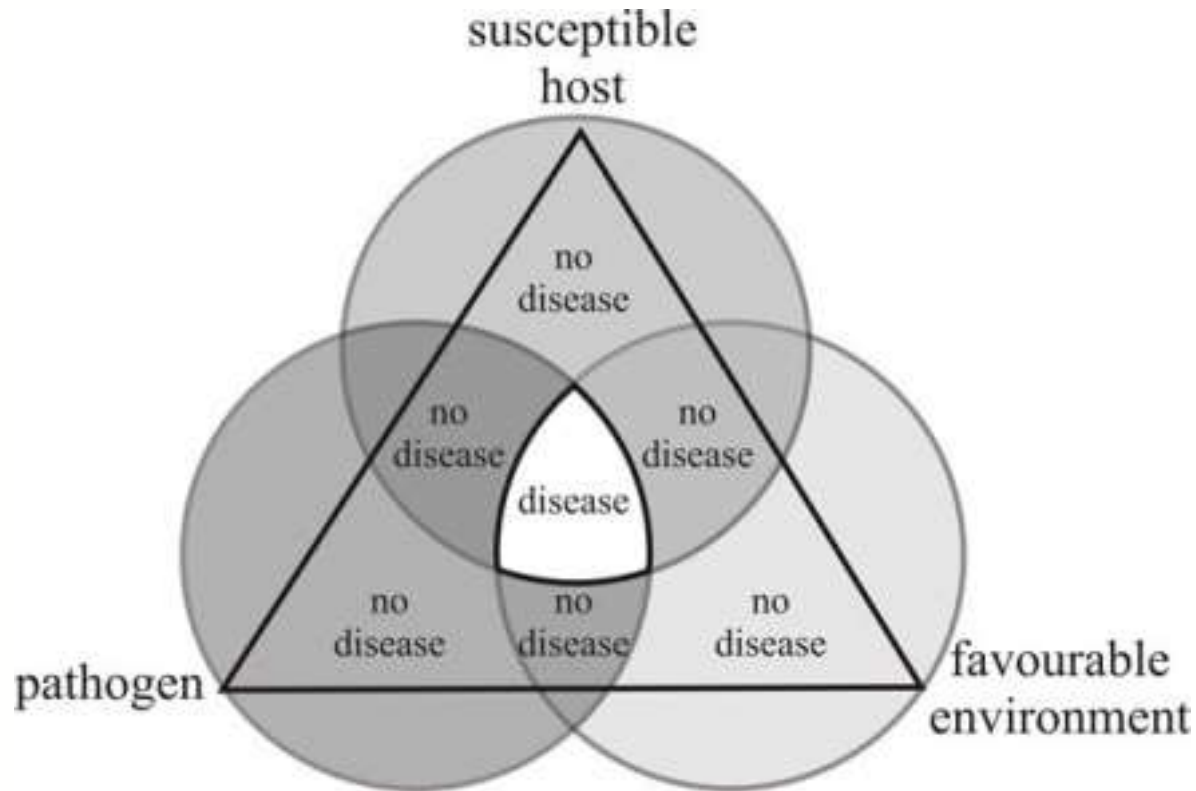 susceptible
host
no
disease
no
disease
no
disease
disease
no
disease
no
disease
no
disease
pathogen
favourable
environment